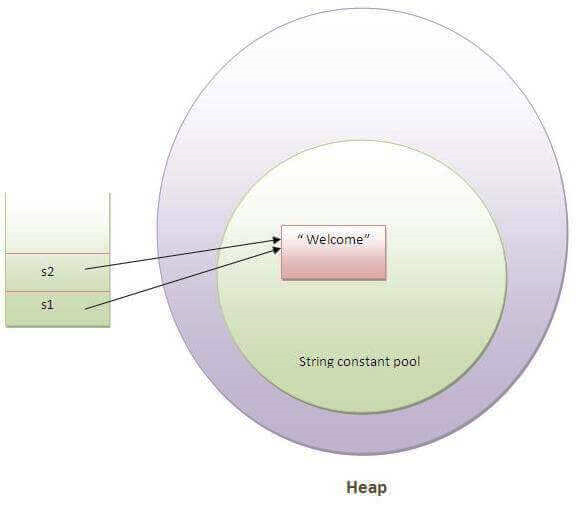 “ Welcome”
s2
s1
String constant pool
Heap